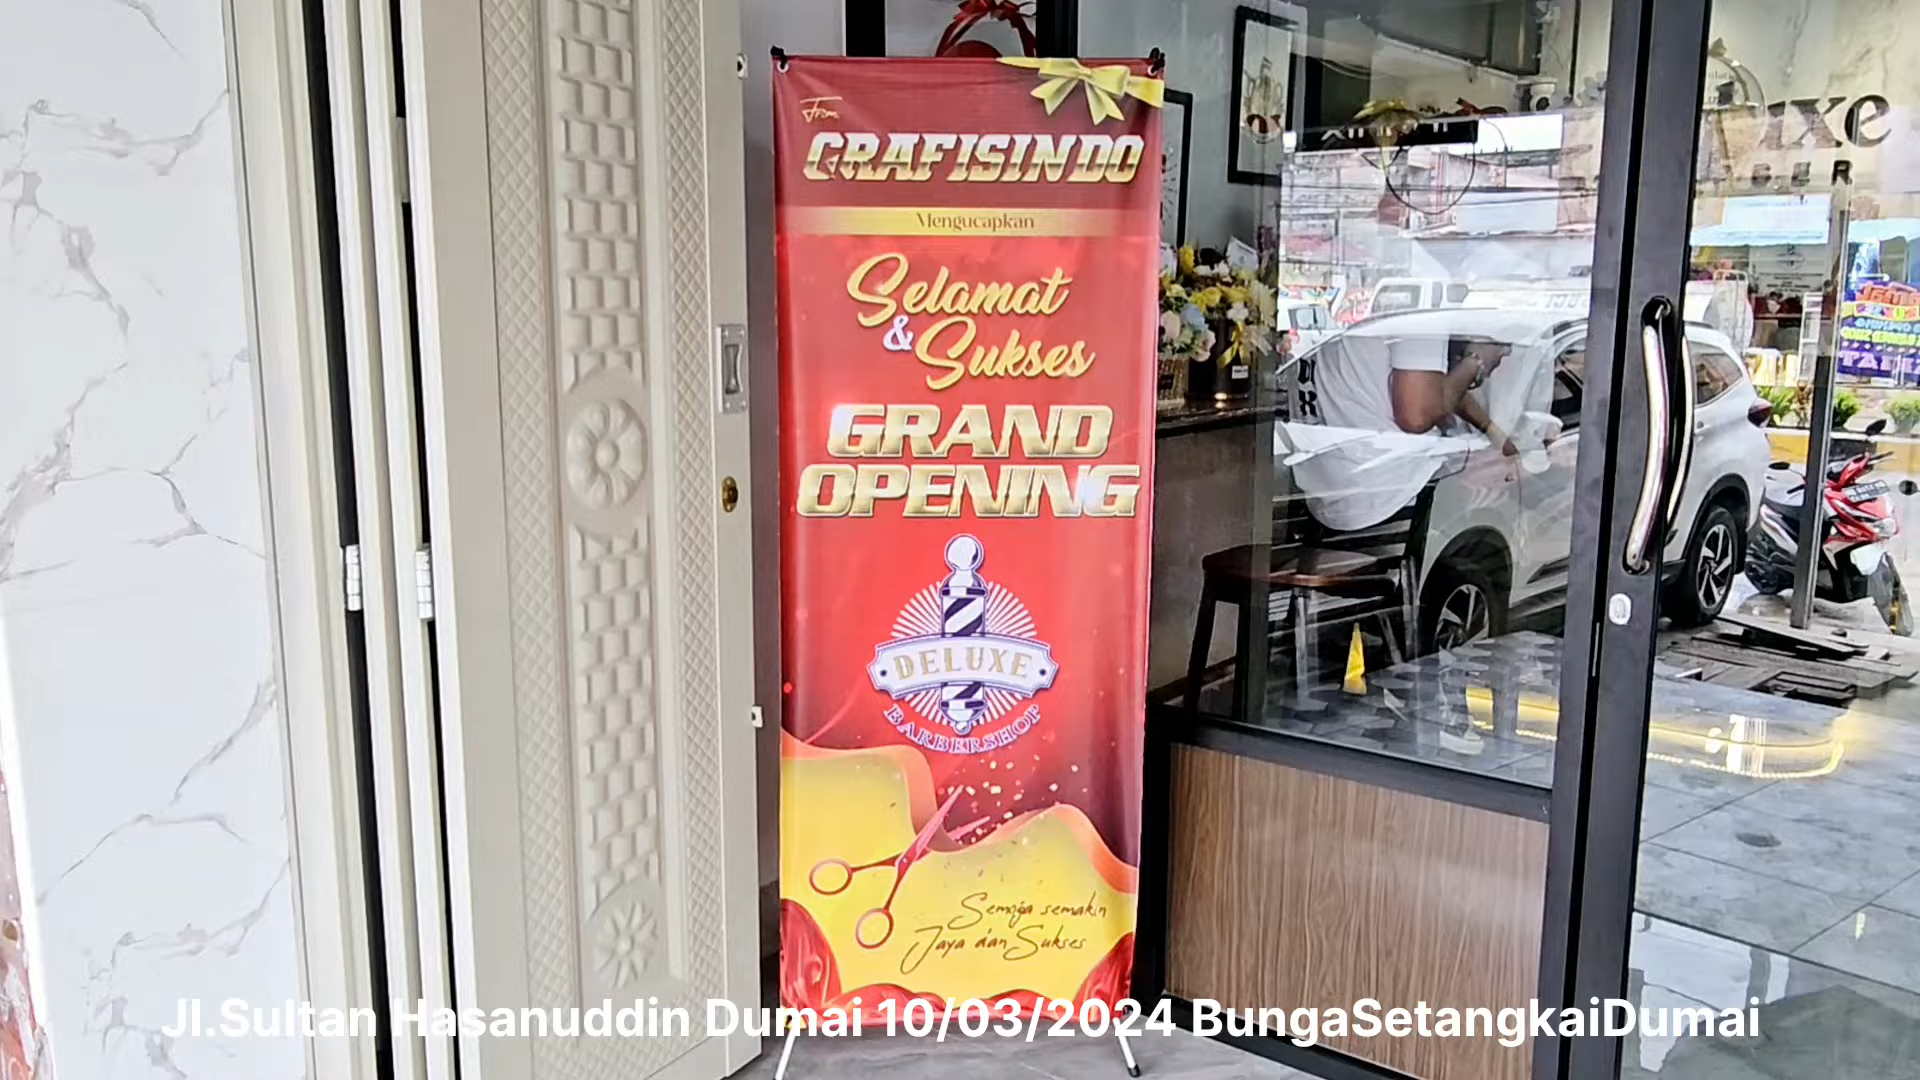 From
GRAFISINDO
Mengucapkan
Selamat
& Sukses
GRAND
OPENING
DELUXE
BARBERSHOP
Semoga semakin
Jaya dan Sukses
Jl.Sultan Hasanuddin Dumai 10/03/2024 BungaSetangkaiDumai